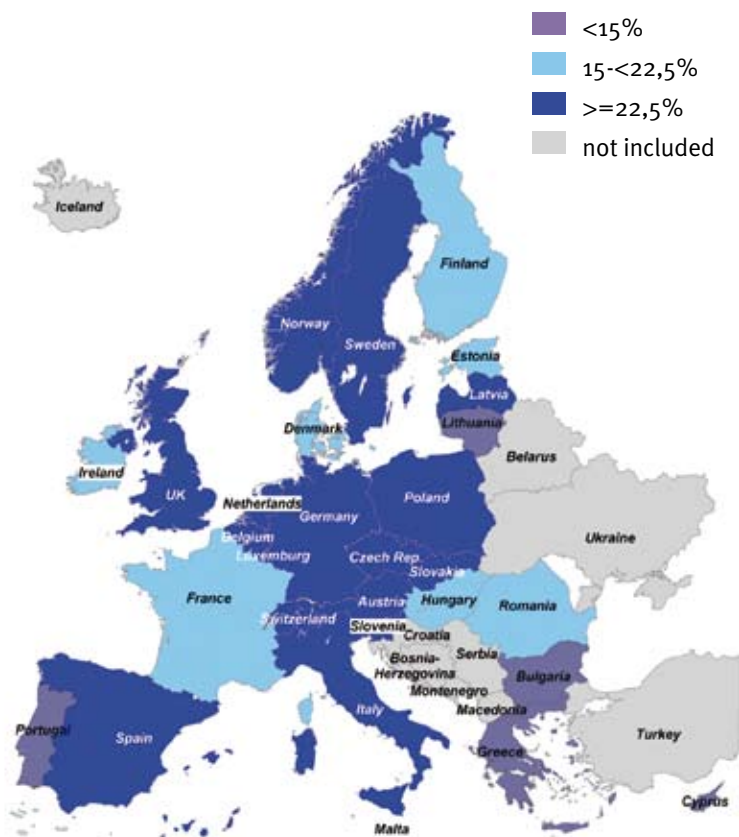 <15%
15-<22,5%
>=22,5%
not included
Iceland
Finland
Norway
Sweden
Estonia
Latvia
Lithuania
Denmark
Belarus
Ireland
UK
Netherlands
Poland
Germany
Ukraine
Belgium
Luxemburg
Czech Rep.
Slovakia
France
Austria
Hungary
Romania
Switzerland
Slovenia
Croatia
Serbia
Bosnia-
Herzegovina
Bulgaria
Montenegro
Italy
Macedonia
Portugal
Spain
Turkey
Greece
Cyprus
Malta